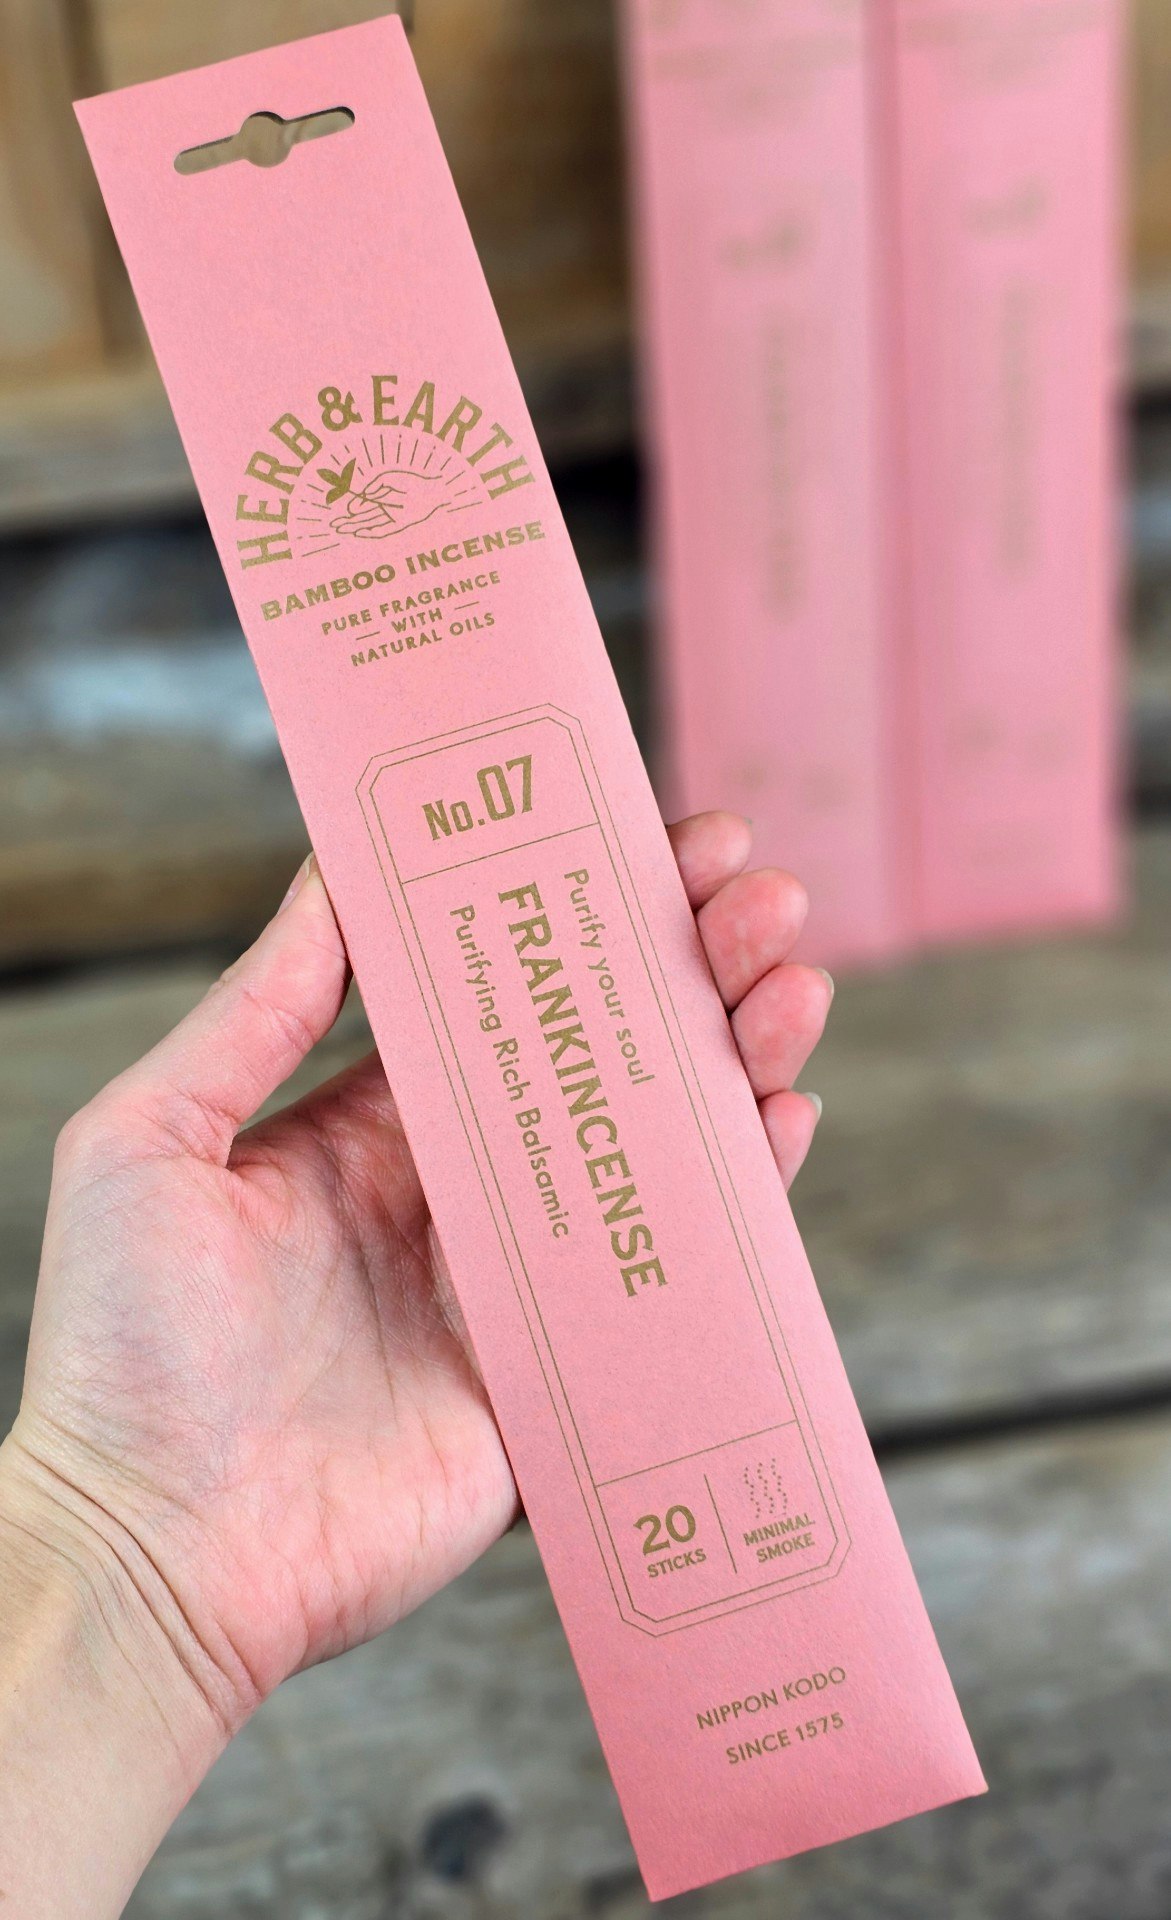 HERB & EARTH
BAMBOO INCENSE
PURE FRAGRANCE
— WITH —
NATURAL OILS
No.07
Purify your soul
FRANKINCENSE
Purifying Rich Balsamic
20
STICKS
MINIMAL
SMOKE
NIPPON KODO
SINCE 1575